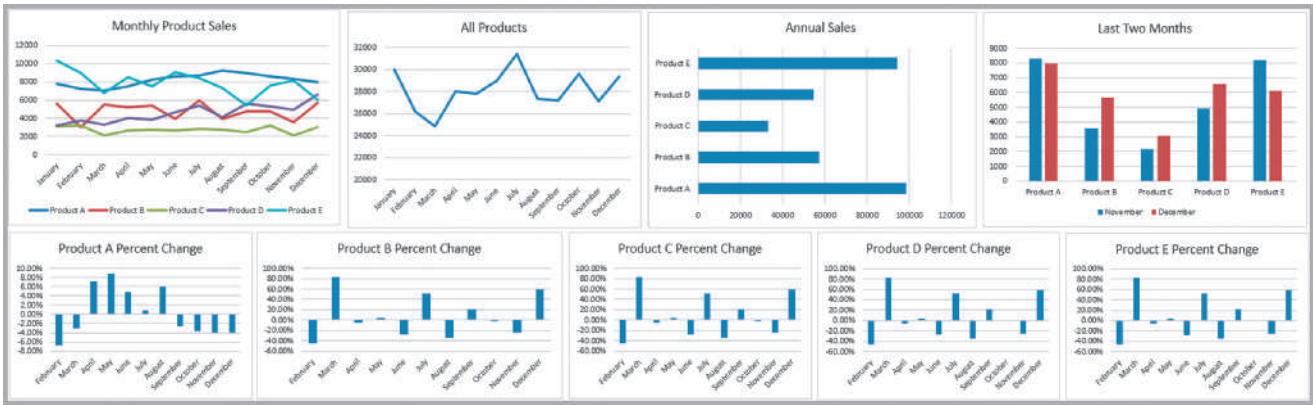 Monthly Product Sales
12000
10000
8000
6000
4000
2000
0
January
February
March
April
May
June
July
August
September
October
November
December
Product A Product B Product C Product D Product E
All Products
32000
30000
28000
26000
24000
22000
20000
January
February
March
April
May
June
July
August
September
October
November
December
Annual Sales
Product E
Product D
Product C
Product B
Product A
0 20000 40000 60000 80000 100000 120000
Last Two Months
9000
8000
7000
6000
5000
4000
3000
2000
1000
0
Product A Product B Product C Product D Product E
November December
Product A Percent Change
10.00%
8.00%
6.00%
4.00%
2.00%
0.00%
-2.00%
-4.00%
-6.00%
-8.00%
February
March
April
May
June
July
August
September
October
November
December
Product B Percent Change
100.00%
80.00%
60.00%
40.00%
20.00%
0.00%
-20.00%
-40.00%
-60.00%
February
March
April
May
June
July
August
September
October
November
December
Product C Percent Change
100.00%
80.00%
60.00%
40.00%
20.00%
0.00%
-20.00%
-40.00%
-60.00%
February
March
April
May
June
July
August
September
October
November
December
Product D Percent Change
100.00%
80.00%
60.00%
40.00%
20.00%
0.00%
-20.00%
-40.00%
-60.00%
February
March
April
May
June
July
August
September
October
November
December
Product E Percent Change
100.00%
80.00%
60.00%
40.00%
20.00%
0.00%
-20.00%
-40.00%
-60.00%
February
March
April
May
June
July
August
September
October
November
December